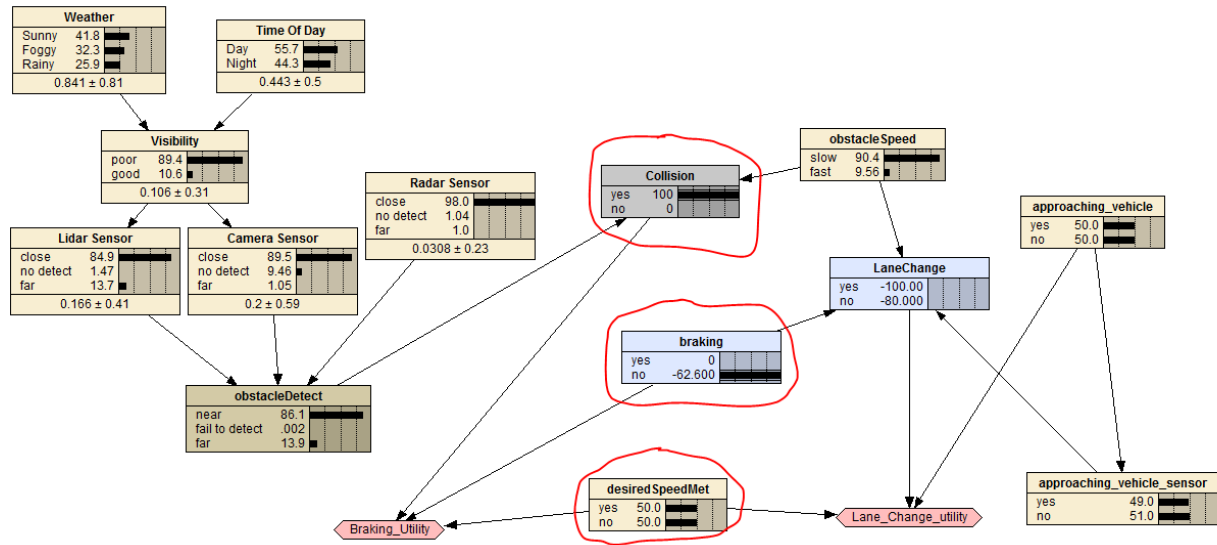 Weather
Sunny 41.8
Foggy 32.3
Rainy 25.9
0.841 ± 0.81
Time Of Day
Day 55.7
Night 44.3
0.443 ± 0.5
Visibility
poor 89.4
good 10.6
0.106 ± 0.31
Radar Sensor
close 98.0
no detect 1.04
far 1.0
0.0308 ± 0.23
Lidar Sensor
close 84.9
no detect 1.47
far 13.7
0.166 ± 0.41
Camera Sensor
close 89.5
no detect 9.46
far 1.05
0.2 ± 0.59
obstacleDetect
near 86.1
fail to detect .002
far 13.9
Collision
yes 100
no 0
obstacleSpeed
slow 90.4
fast 9.56
approaching_vehicle
yes 50.0
no 50.0
LaneChange
yes -100.00
no -80.000
braking
yes 0
no -62.600
desiredSpeedMet
yes 50.0
no 50.0
Braking_Utility
Lane_Change_utility
approaching_vehicle_sensor
yes 49.0
no 51.0